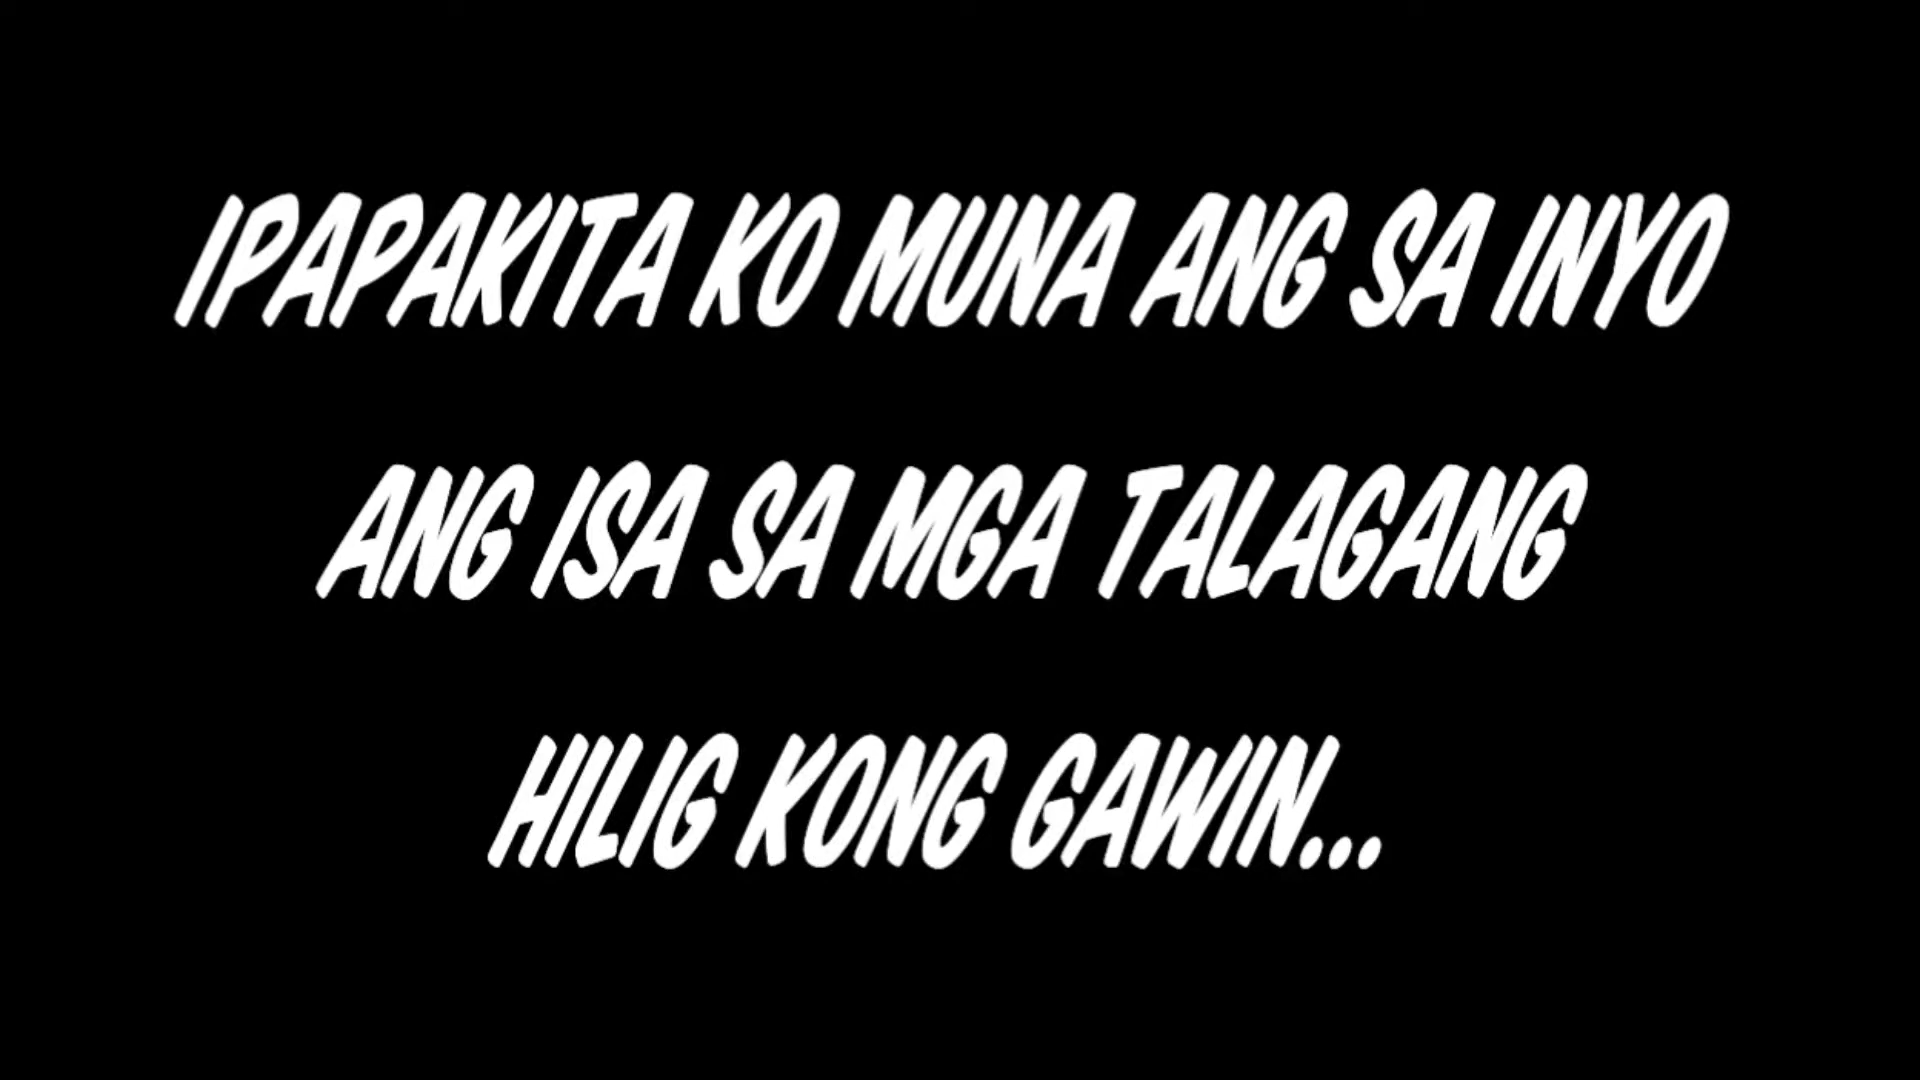 IPAPAKITA KO MUNA ANG SA INYO
ANG ISA SA MGA TALAGANG
HILIG KONG GAWIN...